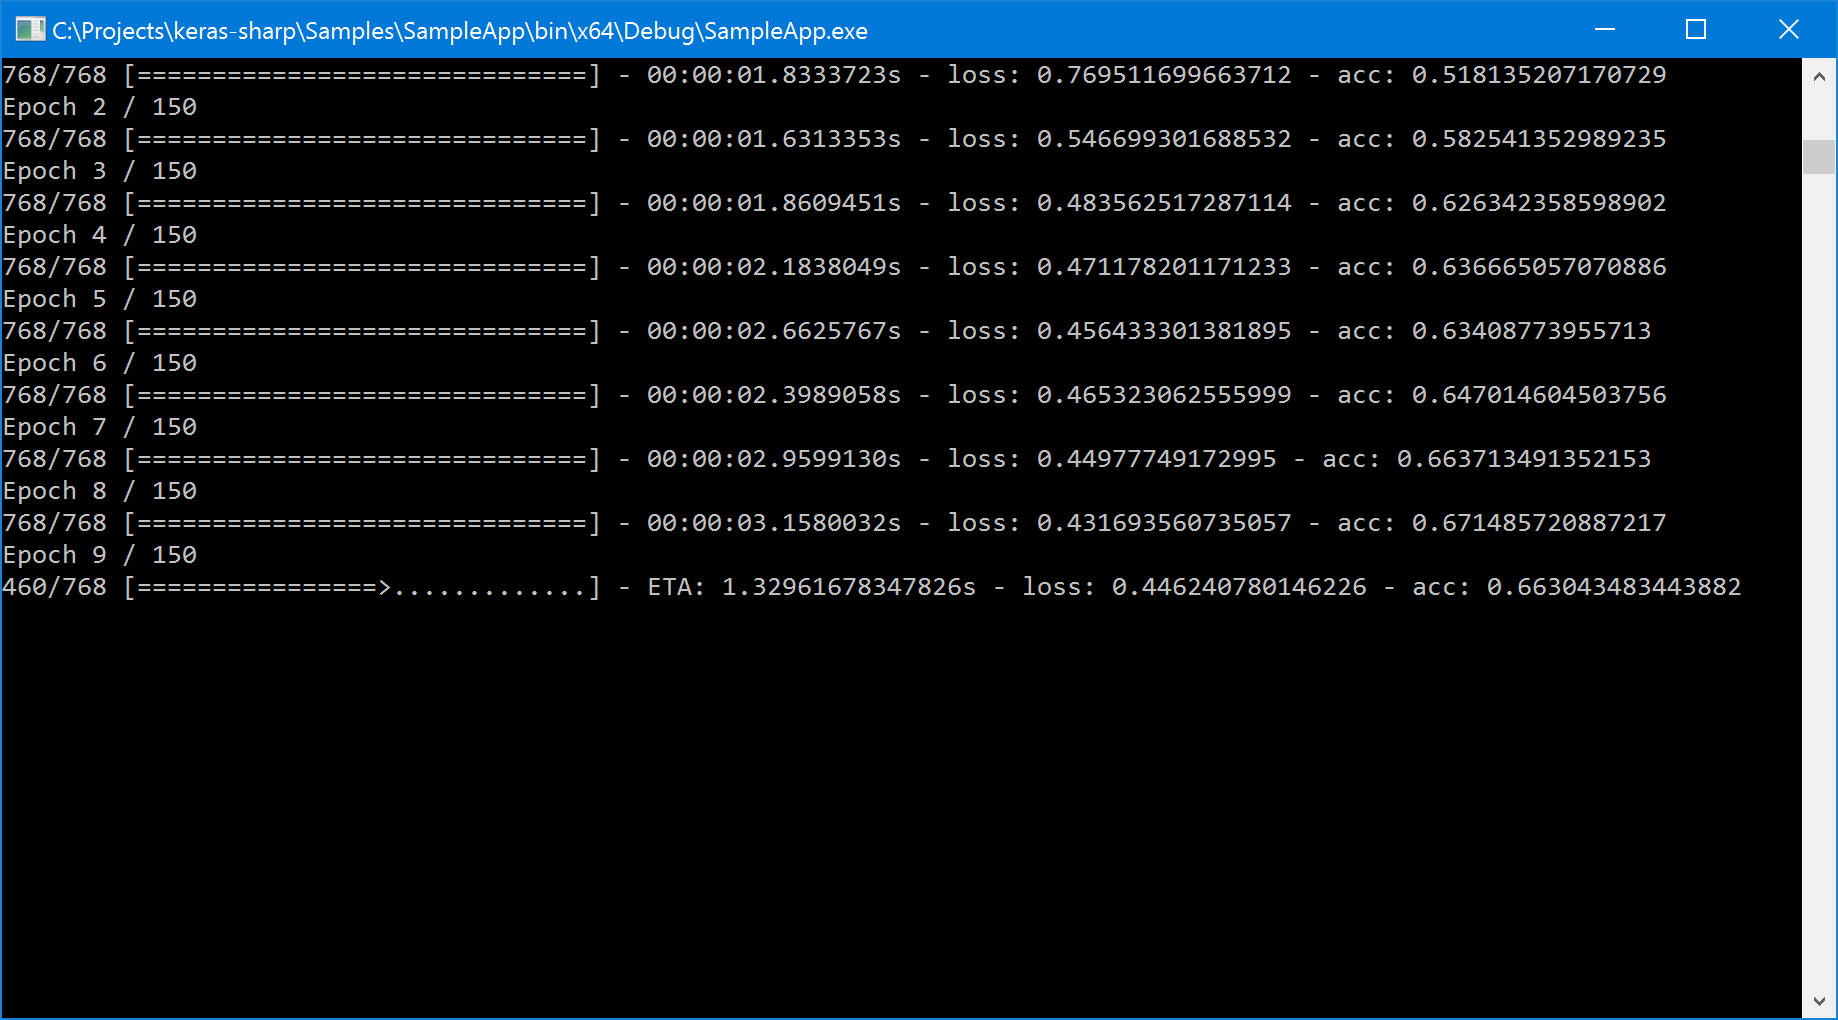 C:\Projects\keras-sharp\Samples\SampleApp\bin\x64\Debug\SampleApp.exe
768/768 [==============================] - 00:00:01.8333723s - loss: 0.769511699663712 - acc: 0.518135207170729
Epoch 2 / 150
768/768 [==============================] - 00:00:01.6313353s - loss: 0.546699301688532 - acc: 0.582541352989235
Epoch 3 / 150
768/768 [==============================] - 00:00:01.8609451s - loss: 0.483562517287114 - acc: 0.626342358598902
Epoch 4 / 150
768/768 [==============================] - 00:00:02.1838049s - loss: 0.471178201171233 - acc: 0.636665057070886
Epoch 5 / 150
768/768 [==============================] - 00:00:02.6625767s - loss: 0.456433301381895 - acc: 0.63408773955713
Epoch 6 / 150
768/768 [==============================] - 00:00:02.3989058s - loss: 0.465323062555999 - acc: 0.647014604503756
Epoch 7 / 150
768/768 [==============================] - 00:00:02.9599130s - loss: 0.44977749172995 - acc: 0.663713491352153
Epoch 8 / 150
768/768 [==============================] - 00:00:03.1580032s - loss: 0.431693560735057 - acc: 0.671485720887217
Epoch 9 / 150
460/768 [================>.............] - ETA: 1.32961678347826s - loss: 0.446240780146226 - acc: 0.663043483443882